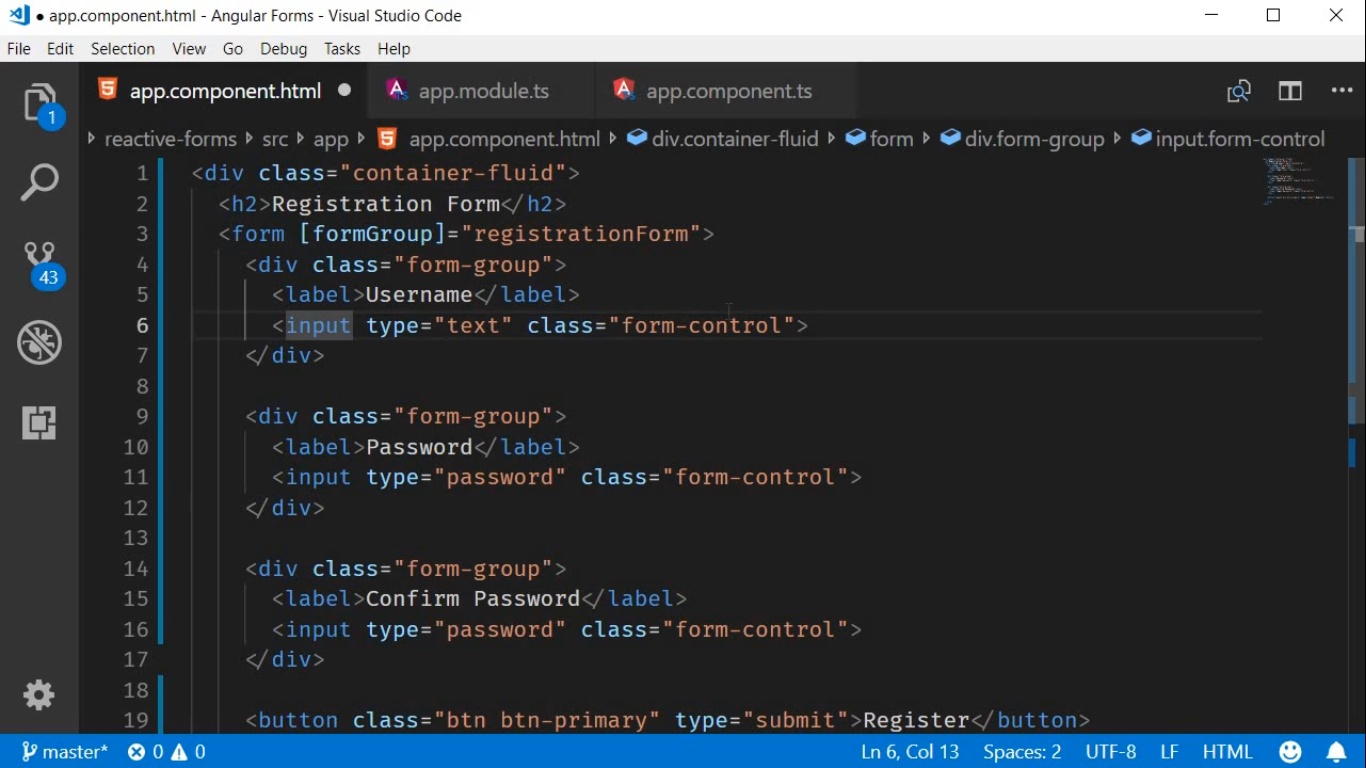 app.component.html - Angular Forms - Visual Studio Code
File Edit Selection View Go Debug Tasks Help
app.component.html app.module.ts app.component.ts
1
reactive-forms src app app.component.html div.container-fluid form div.form-group input.form-control
1 <div class="container-fluid">
2 <h2>Registration Form</h2>
3 <form [formGroup]="registrationForm">
4 <div class="form-group">
5 <label>Username</label>
6 <input type="text" class="form-control">
7 </div>
8
9 <div class="form-group">
10 <label>Password</label>
11 <input type="password" class="form-control">
12 </div>
13
14 <div class="form-group">
15 <label>Confirm Password</label>
16 <input type="password" class="form-control">
17 </div>
18
19 <button class="btn btn-primary" type="submit">Register</button>
43
master* 0 0 Ln 6, Col 13 Spaces: 2 UTF-8 LF HTML